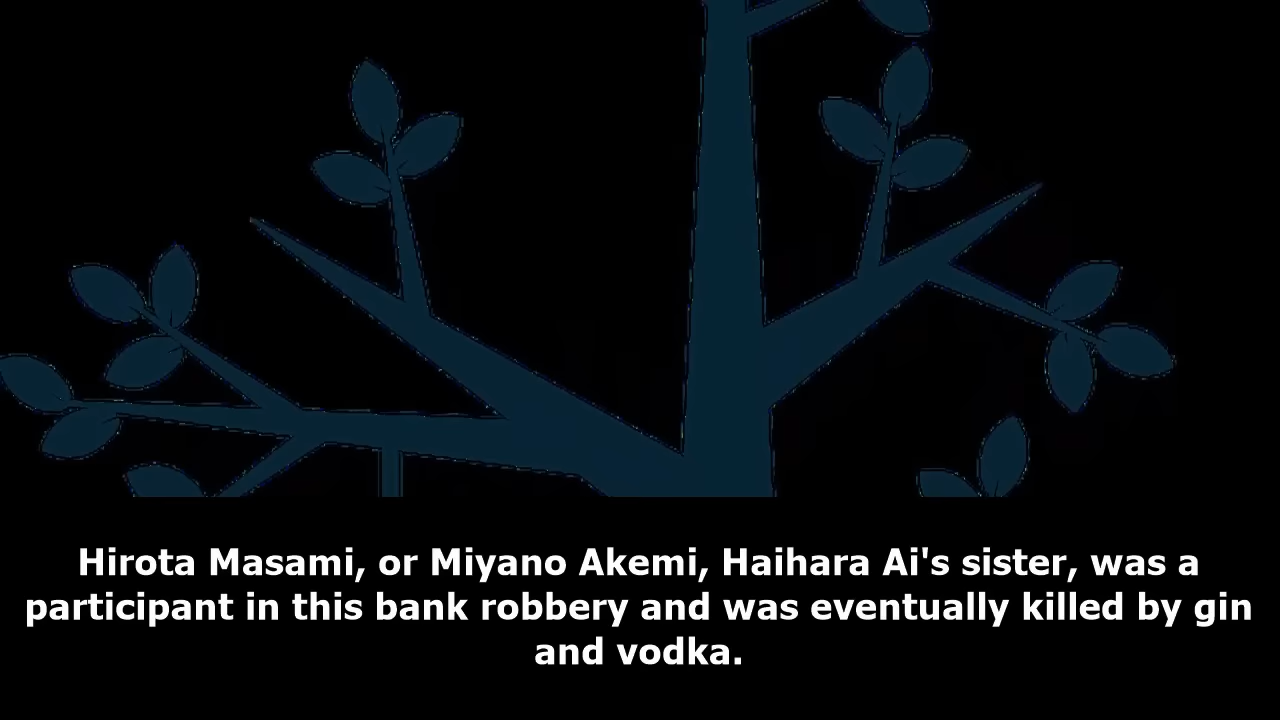 Hirota Masami, or Miyano Akemi, Haihara Ai's sister, was a
participant in this bank robbery and was eventually killed by gin
and vodka.